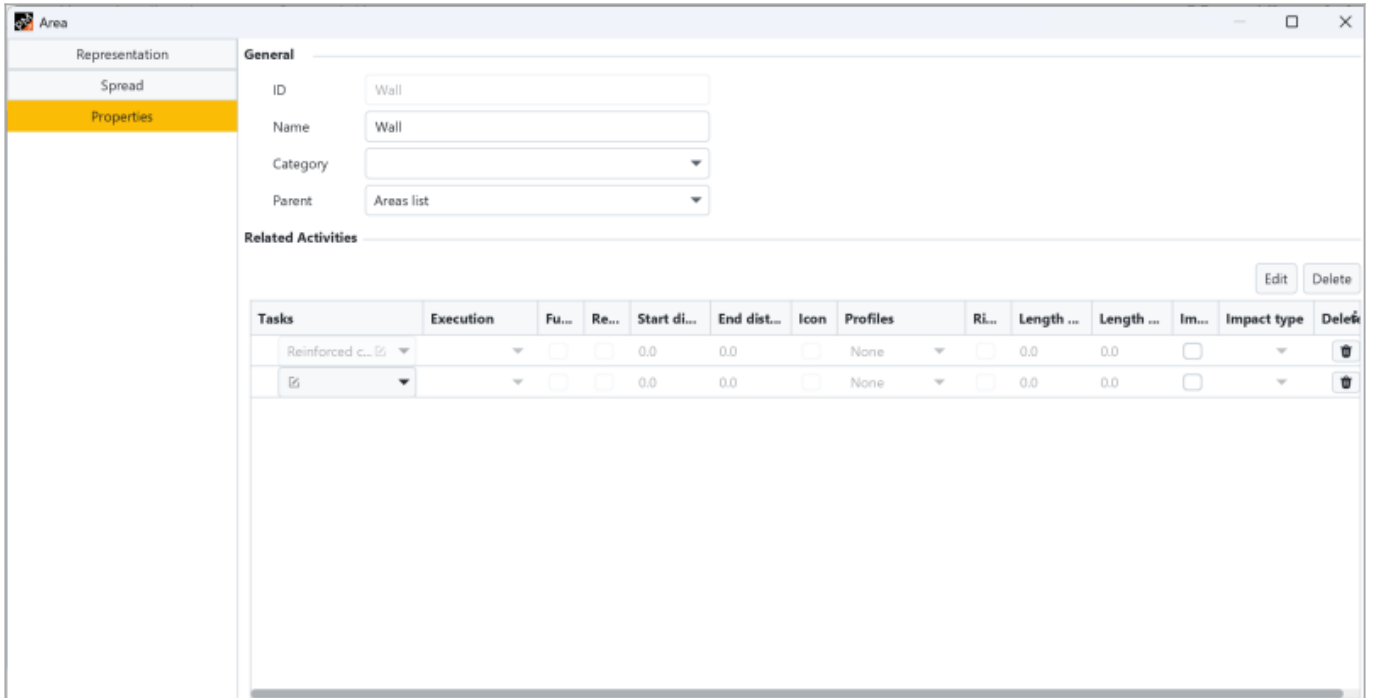 Area
Representation
Spread
Properties
General
ID Wall
Name Wall
Category
Parent Areas list
Related Activities
Edit Delete
Tasks Execution Fu... Re... Start di... End dist... Icon Profiles Ri... Length ... Length ... Im... Impact type Delete
Reinforced c... 0.0 0.0 None 0.0 0.0
0.0 0.0 None 0.0 0.0